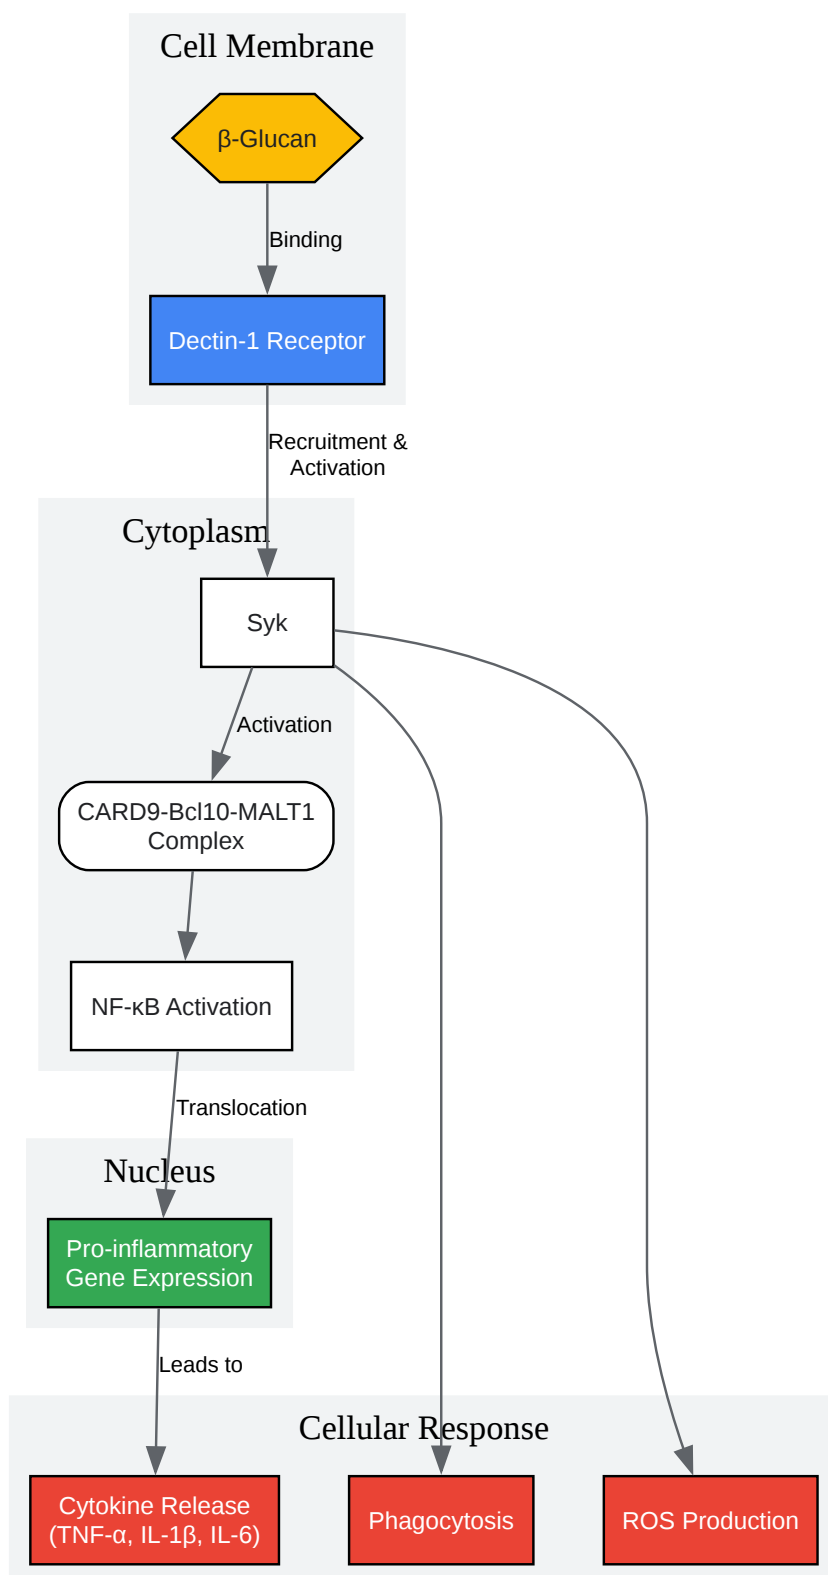 Cell Membrane
β-Glucan
Binding
Dectin-1 Receptor
Recruitment &
Activation
Cytoplasm
Syk
Activation
CARD9-Bcl10-MALT1
Complex
NF-κB Activation
Translocation
Nucleus
Pro-inflammatory
Gene Expression
Leads to
Cellular Response
Cytokine Release
(TNF-α, IL-1β, IL-6)
Phagocytosis
ROS Production